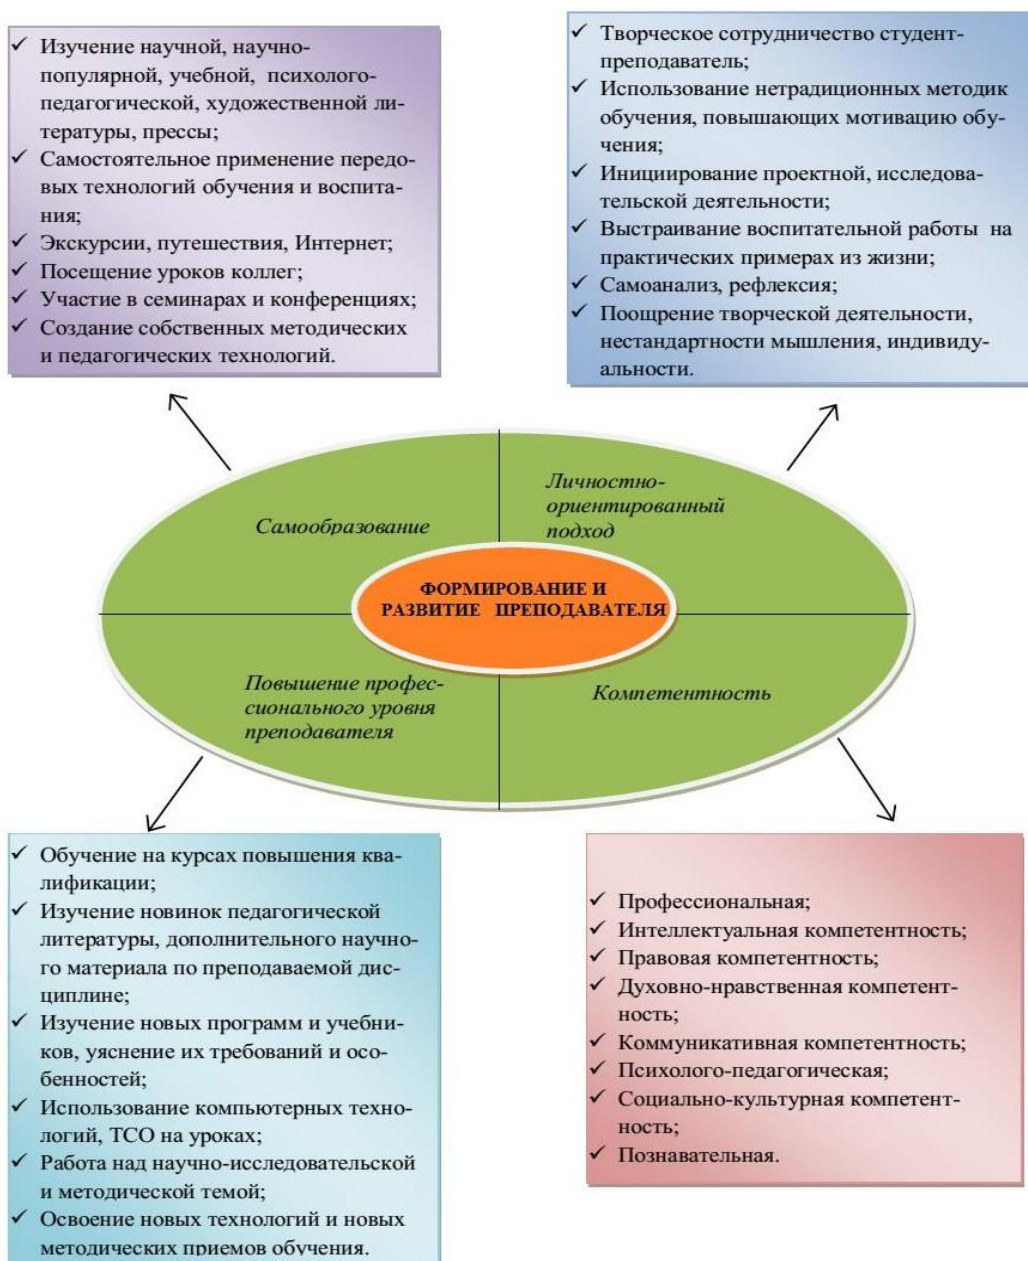 ✓ Изучение научной, научно-
популярной, учебной, психолого-
педагогической, художественной ли-
тературы, прессы;
✓ Самостоятельное применение передо-
вых технологий обучения и воспита-
ния;
✓ Экскурсии, путешествия, Интернет;
✓ Посещение уроков коллег;
✓ Участие в семинарах и конференциях;
✓ Создание собственных методических
и педагогических технологий.
✓ Творческое сотрудничество студент-
преподаватель;
✓ Использование нетрадиционных методик
обучения, повышающих мотивацию обу-
чения;
✓ Инициирование проектной, исследова-
тельской деятельности;
✓ Выстраивание воспитательной работы на
практических примерах из жизни;
✓ Самоанализ, рефлексия;
✓ Поощрение творческой деятельности,
нестандартности мышления, индивиду-
альности.
Самообразование
Личностно-
ориентированный
подход
ФОРМИРОВАНИЕ И
РАЗВИТИЕ ПРЕПОДАВАТЕЛЯ
Повышение профес-
сионального уровня
преподавателя
Компетентность
✓ Обучение на курсах повышения ква-
лификации;
✓ Изучение новинок педагогической
литературы, дополнительного научно-
го материала по преподаваемой дис-
циплине;
✓ Изучение новых программ и учебни-
ков, уяснение их требований и осо-
бенностей;
✓ Использование компьютерных техно-
логий, ТСО на уроках;
✓ Работа над научно-исследовательской
и методической темой;
✓ Освоение новых технологий и новых
методических приемов обучения.
✓ Профессиональная;
✓ Интеллектуальная компетентность;
✓ Правовая компетентность;
✓ Духовно-нравственная компетент-
ность;
✓ Коммуникативная компетентность;
✓ Психолого-педагогическая;
✓ Социально-культурная компетент-
ность;
✓ Познавательная.